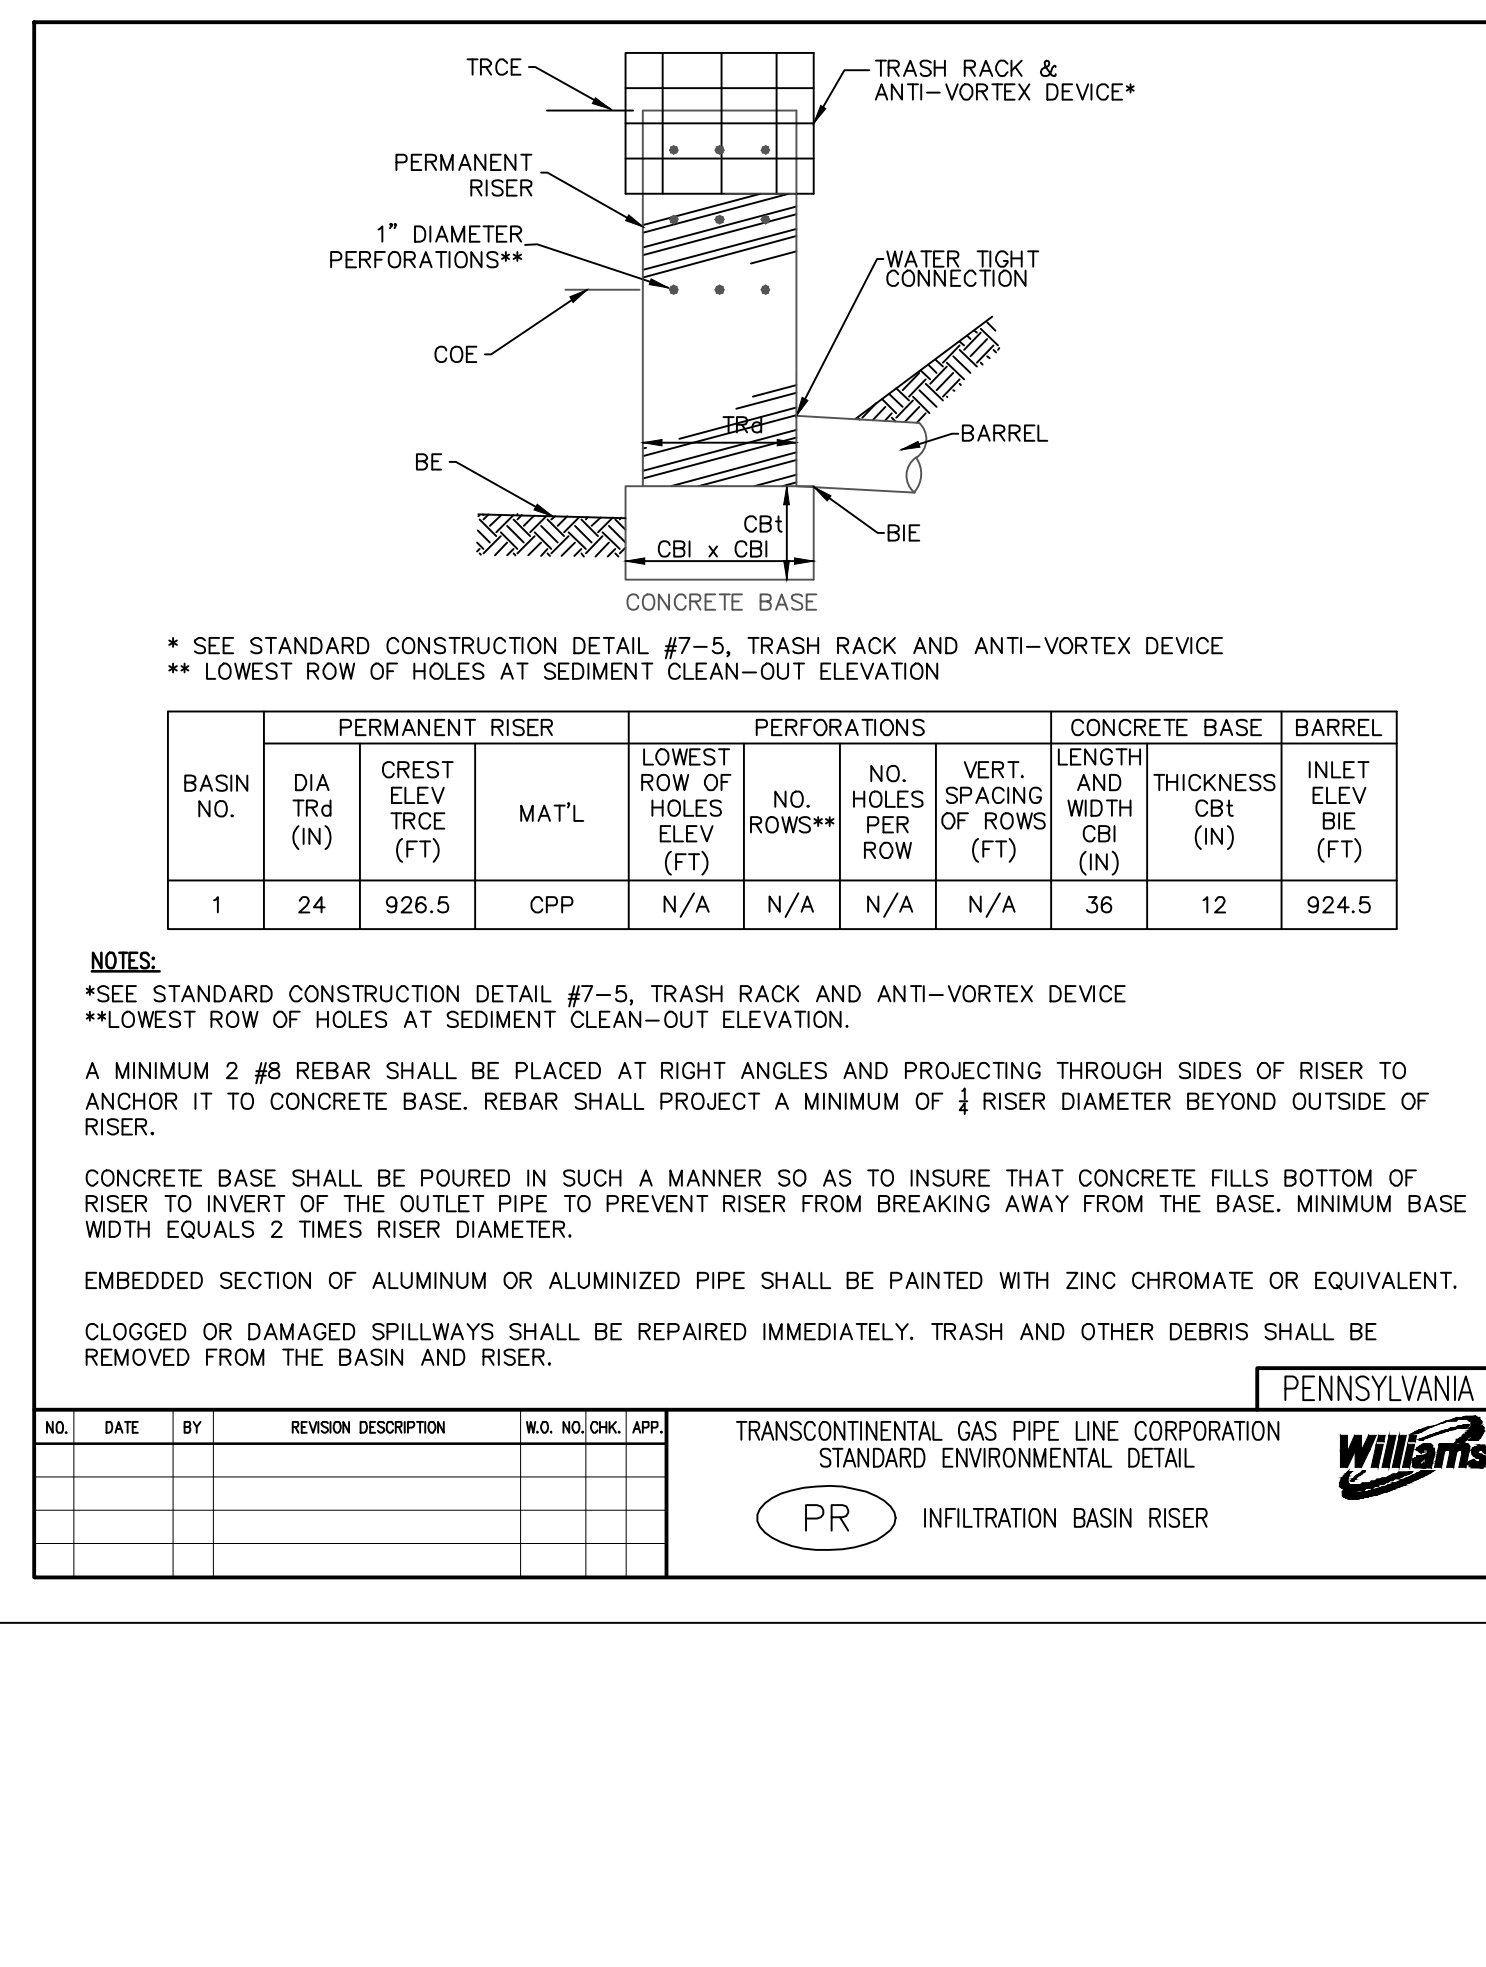 TRCE
TRASH RACK &
ANTI-VORTEX DEVICE*
PERMANENT
RISER
1" DIAMETER
PERFORATIONS**
WATER TIGHT
CONNECTION
COE
TRd
BARREL
BE
CBt
BIE
CBl x CBl
CONCRETE BASE
* SEE STANDARD CONSTRUCTION DETAIL #7-5, TRASH RACK AND ANTI-VORTEX DEVICE
** LOWEST ROW OF HOLES AT SEDIMENT CLEAN-OUT ELEVATION
PERMANENT RISER PERFORATIONS CONCRETE BASE BARREL
BASIN
NO.
DIA
TRd
(IN)
CREST
ELEV
TRCE
(FT)
MAT'L
LOWEST
ROW OF
HOLES
ELEV
(FT)
NO.
ROWS**
NO.
HOLES
PER
ROW
VERT.
SPACING
OF ROWS
(FT)
LENGTH
AND
WIDTH
CBl
(IN)
THICKNESS
CBt
(IN)
INLET
ELEV
BIE
(FT)
1 24 926.5 CPP N/A N/A N/A N/A 36 12 924.5
NOTES:
*SEE STANDARD CONSTRUCTION DETAIL #7-5, TRASH RACK AND ANTI-VORTEX DEVICE
**LOWEST ROW OF HOLES AT SEDIMENT CLEAN-OUT ELEVATION.
A MINIMUM 2 #8 REBAR SHALL BE PLACED AT RIGHT ANGLES AND PROJECTING THROUGH SIDES OF RISER TO
ANCHOR IT TO CONCRETE BASE. REBAR SHALL PROJECT A MINIMUM OF 1/4 RISER DIAMETER BEYOND OUTSIDE OF
RISER.
CONCRETE BASE SHALL BE POURED IN SUCH A MANNER SO AS TO INSURE THAT CONCRETE FILLS BOTTOM OF
RISER TO INVERT OF THE OUTLET PIPE TO PREVENT RISER FROM BREAKING AWAY FROM THE BASE. MINIMUM BASE
WIDTH EQUALS 2 TIMES RISER DIAMETER.
EMBEDDED SECTION OF ALUMINUM OR ALUMINIZED PIPE SHALL BE PAINTED WITH ZINC CHROMATE OR EQUIVALENT.
CLOGGED OR DAMAGED SPILLWAYS SHALL BE REPAIRED IMMEDIATELY. TRASH AND OTHER DEBRIS SHALL BE
REMOVED FROM THE BASIN AND RISER.
PENNSYLVANIA
NO. DATE BY REVISION DESCRIPTION W.O. NO. CHK. APP.
TRANSCONTINENTAL GAS PIPE LINE CORPORATION
STANDARD ENVIRONMENTAL DETAIL
Williams
PR INFILTRATION BASIN RISER